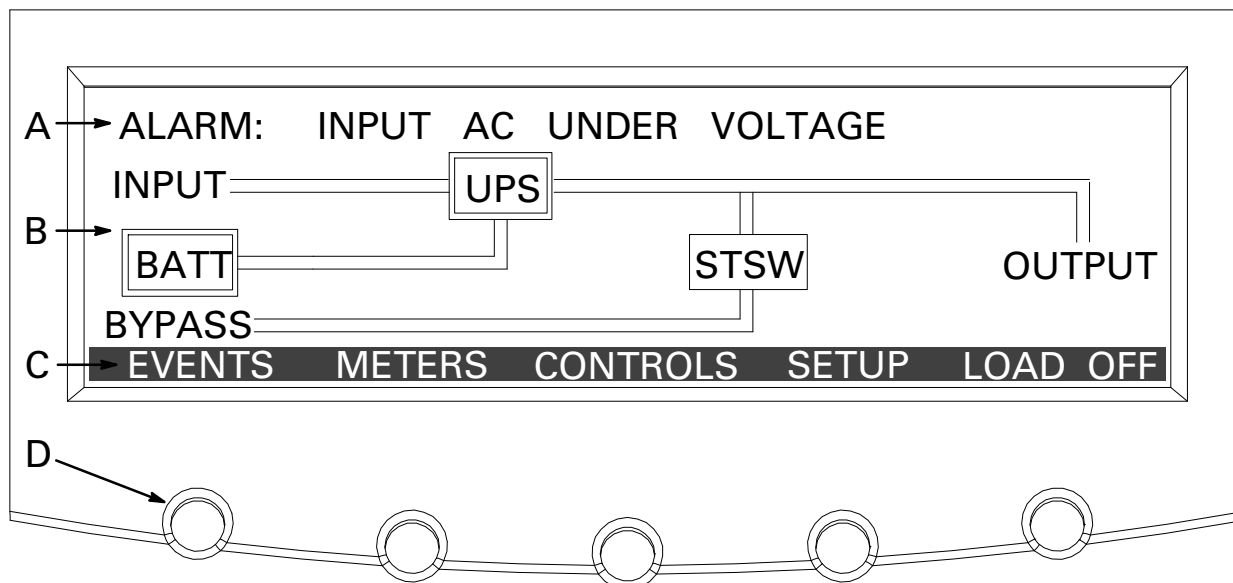 A ALARM: INPUT AC UNDER VOLTAGE
INPUT UPS
B
BATT STSW OUTPUT
BYPASS
C EVENTS METERS CONTROLS SETUP LOAD OFF
D